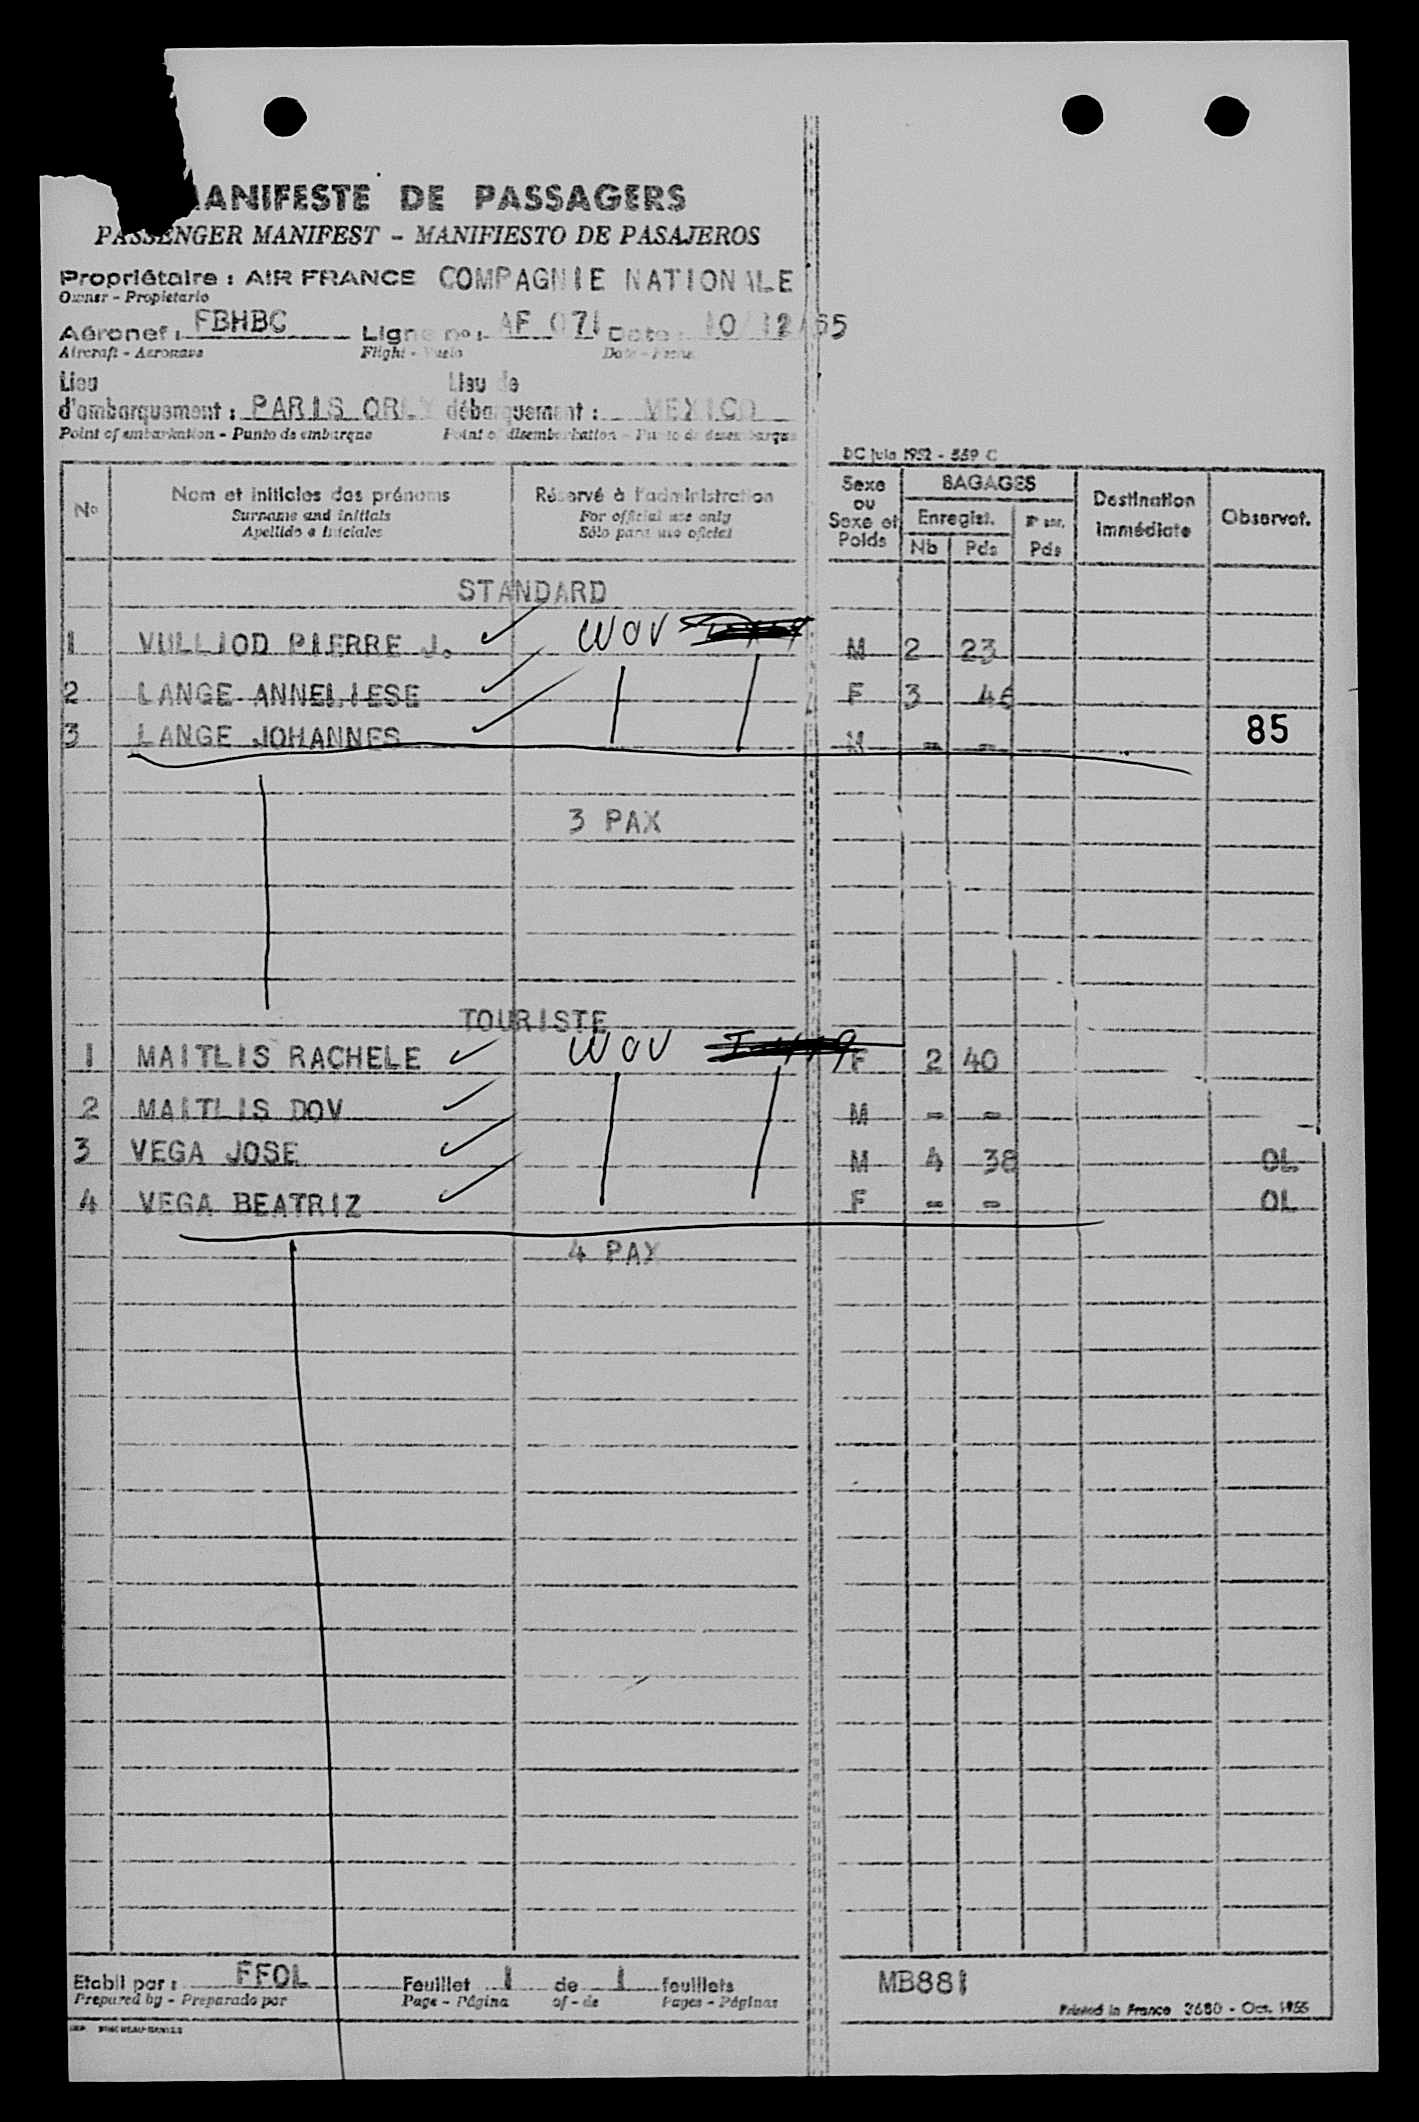 MANIFESTE DE PASSAGERS
PASSENGER MANIFEST - MANIFIESTO DE PASAJEROS
Propriétaire : AIR FRANCE COMPAGNIE NATIONALE
Owner - Propietario
Aéronef : FBHBC Ligne no : AF 071 Date : 10/12/55
Aircraft - Aeronave Flight - Vuelo Date - Fecha
Lieu Lieu de
d'embarquement : PARIS ORLY débarquement : MEXICO
Point of embarkation - Punto de embarque Point of disembarkation - Punto de desembarque
DC Juin 1952 - 559 C
No Nom et initiales des prénoms Réservé à l'administration Sexe ou Sexe et Poids BAGAGES Destination immédiate Observat.
Surname and initials For official use only Enregist.
Apellido e iniciales Sólo para uso oficial Nb Pds Pds
STANDARD
1 VULLIOD PIERRE J. WOV M 2 23
2 LANGE ANNELIESE F 3 46
3 LANGE JOHANNES M - - 85
3 PAX
TOURISTE
1 MAITLIS RACHELE WOV F 2 40
2 MAITLIS DOV M - -
3 VEGA JOSE M 4 38 OL
4 VEGA BEATRIZ F - - OL
4 PAX
Etabli par : FFOL Feuillet 1 de 1 feuillets MB881
Prepared by - Preparado por Page - Página of - de Pages - Páginas
Printed in France 3680 - Oct. 1955